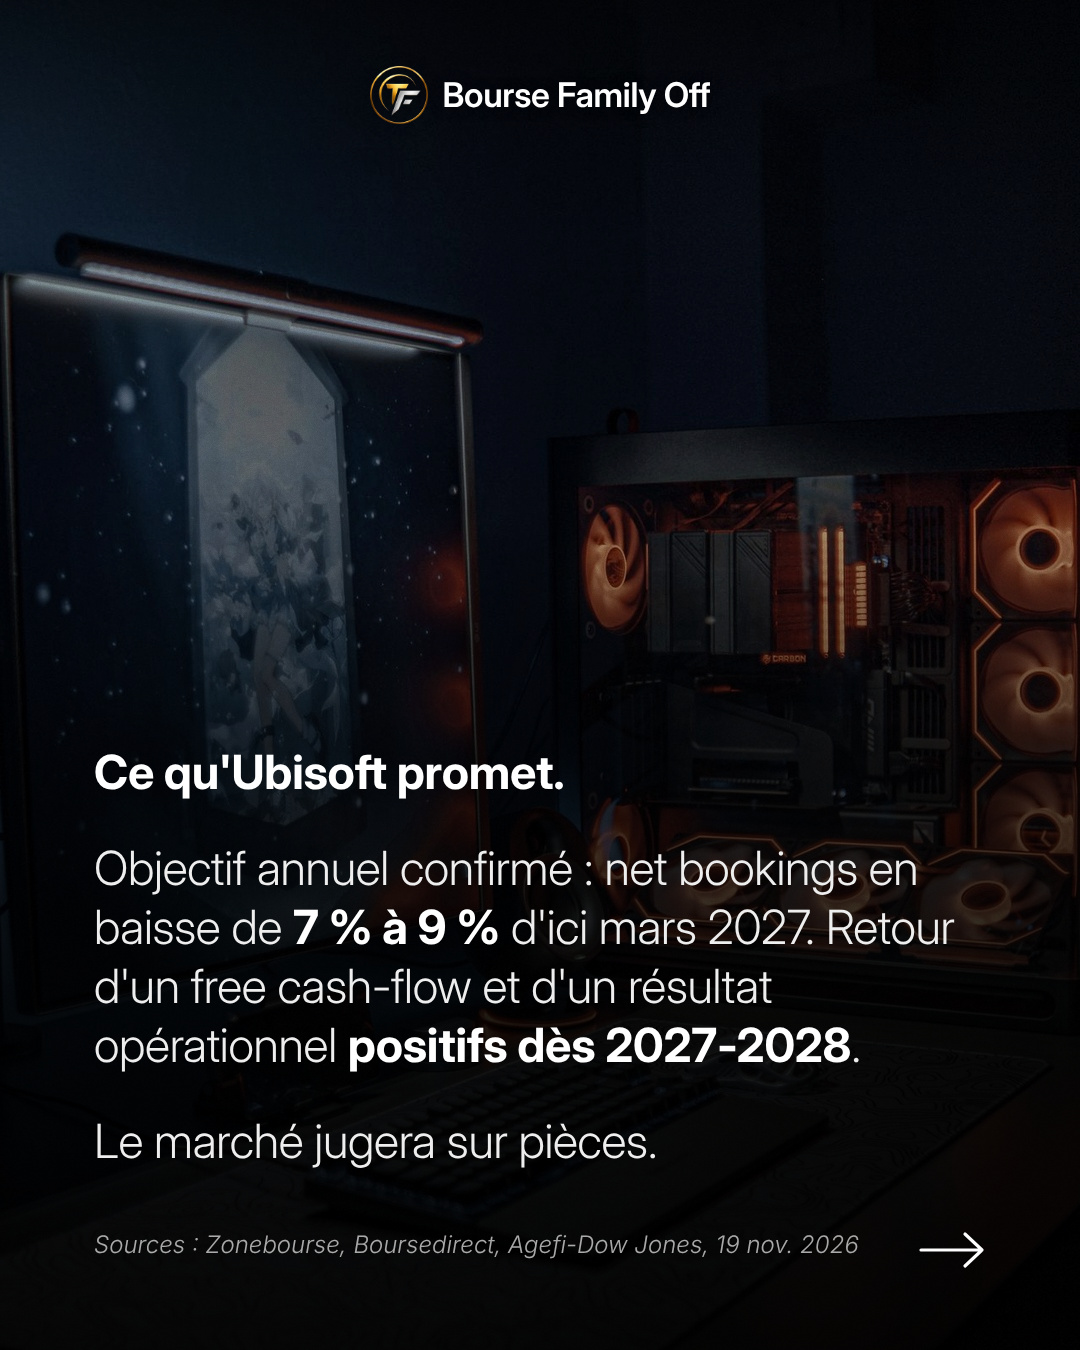 Bourse Family Off
Ce qu'Ubisoft promet.
Objectif annuel confirmé : net bookings en
baisse de 7 % à 9 % d'ici mars 2027. Retour
d'un free cash-flow et d'un résultat
opérationnel positifs dès 2027-2028.
Le marché jugera sur pièces.
Sources : Zonebourse, Boursedirect, Agefi-Dow Jones, 19 nov. 2026
TF
CARBON